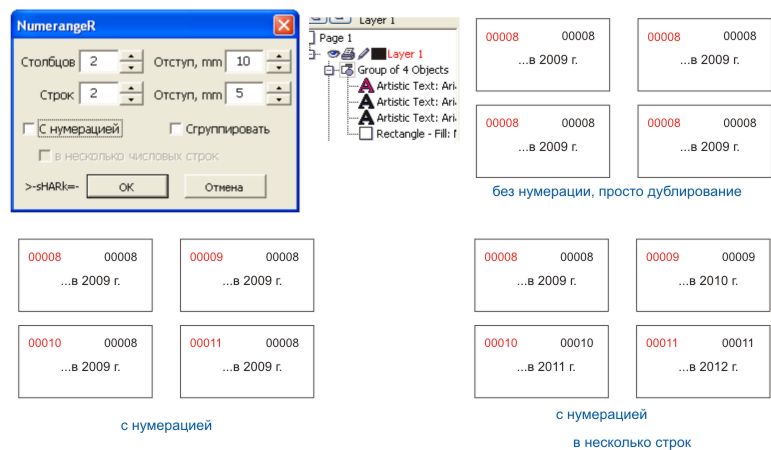 NumerangeR
Столбцов 2 Отступ, mm 10
Строк 2 Отступ, mm 5
С нумерацией Сгруппировать
в несколько числовых строк
>-sHARk=- ОК Отмена
Layer 1
Page 1
Layer 1
Group of 4 Objects
Artistic Text: Ari
Artistic Text: Ari
Artistic Text: Ari
Rectangle - Fill:
00008 00008
...в 2009 г.
00008 00008
...в 2009 г.
00008 00008
...в 2009 г.
00008 00008
...в 2009 г.
без нумерации, просто дублирование
00008 00008
...в 2009 г.
00009 00008
...в 2009 г.
00010 00008
...в 2009 г.
00011 00008
...в 2009 г.
с нумерацией
00008 00008
...в 2009 г.
00009 00009
...в 2010 г.
00010 00010
...в 2011 г.
00011 00011
...в 2012 г.
с нумерацией
в несколько строк